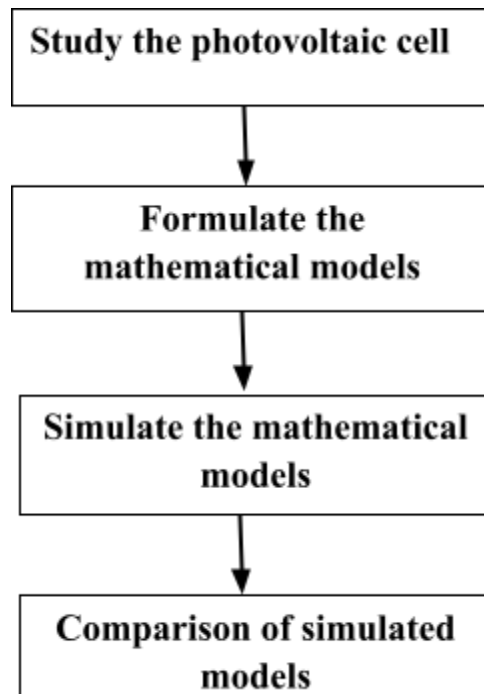 Study the photovoltaic cell
Formulate the
mathematical models
Simulate the mathematical
models
Comparison of simulated
models